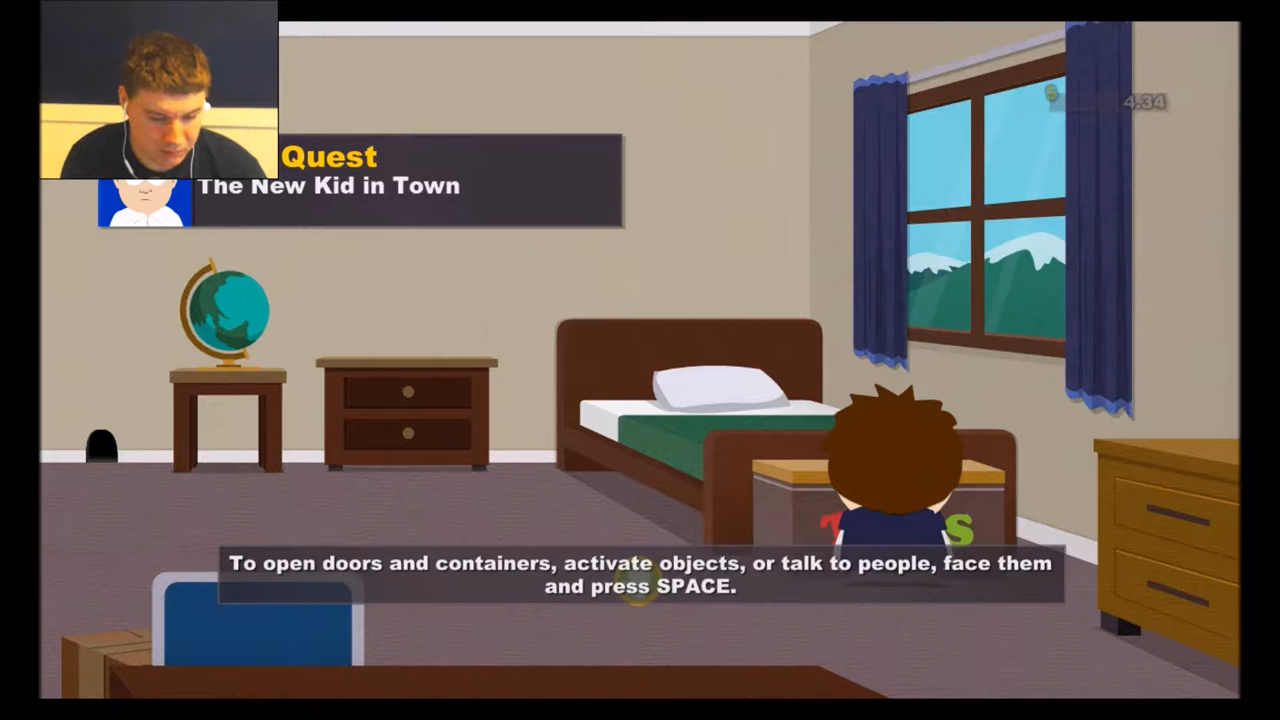 4.34
Quest
The New Kid in Town
To open doors and containers, activate objects, or talk to people, face them
and press SPACE.